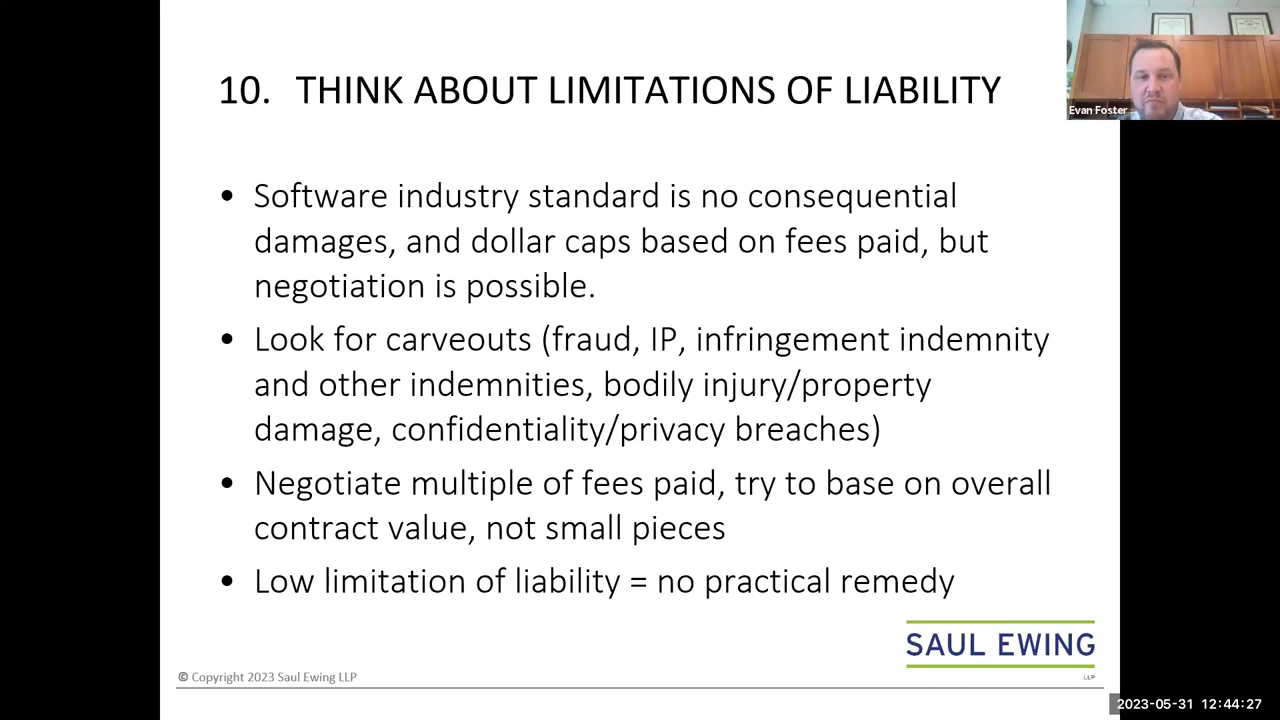 10. THINK ABOUT LIMITATIONS OF LIABILITY
Evan Foster
• Software industry standard is no consequential
damages, and dollar caps based on fees paid, but
negotiation is possible.
• Look for carveouts (fraud, IP, infringement indemnity
and other indemnities, bodily injury/property
damage, confidentiality/privacy breaches)
• Negotiate multiple of fees paid, try to base on overall
contract value, not small pieces
• Low limitation of liability = no practical remedy
SAUL EWING
LLP
© Copyright 2023 Saul Ewing LLP
2023-05-31 12:44:27